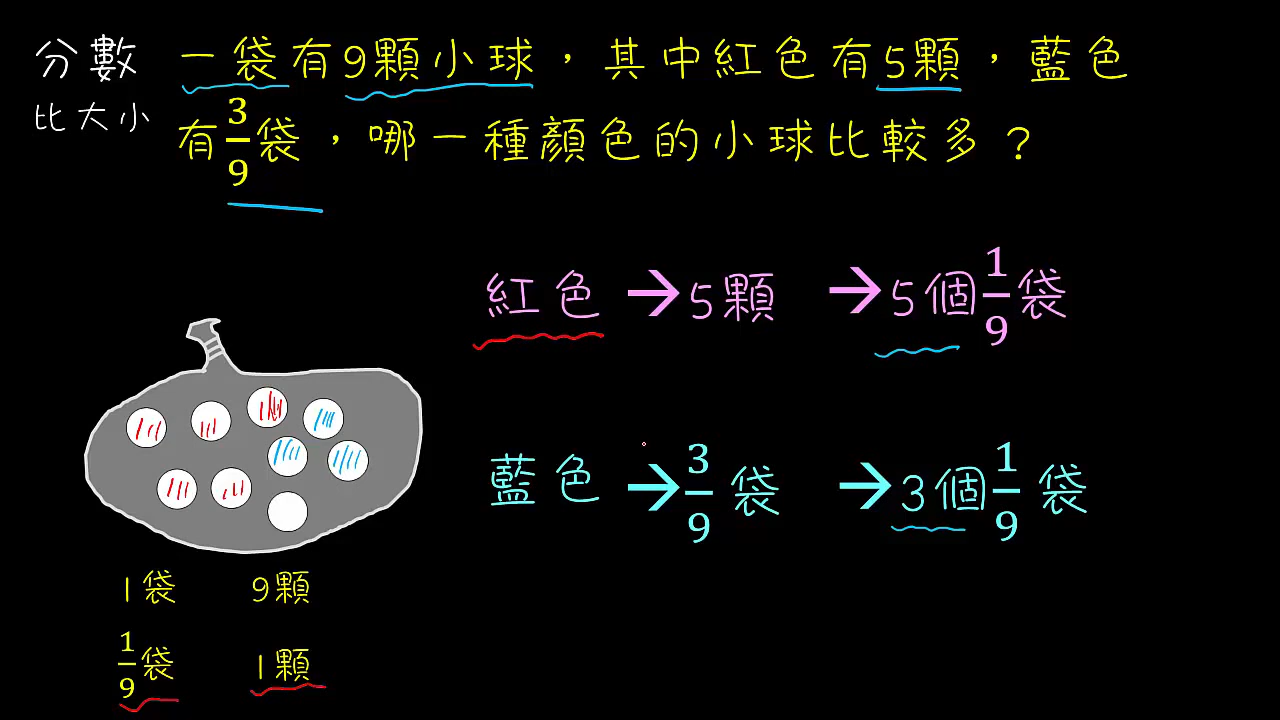 分數 一袋有9顆小球，其中紅色有5顆，藍色
比大小 有3/9袋，哪一種顏色的小球比較多？
紅色 →5顆 →5個1/9袋
藍色 →3/9袋 →3個1/9袋
1袋 9顆
1/9袋 1顆